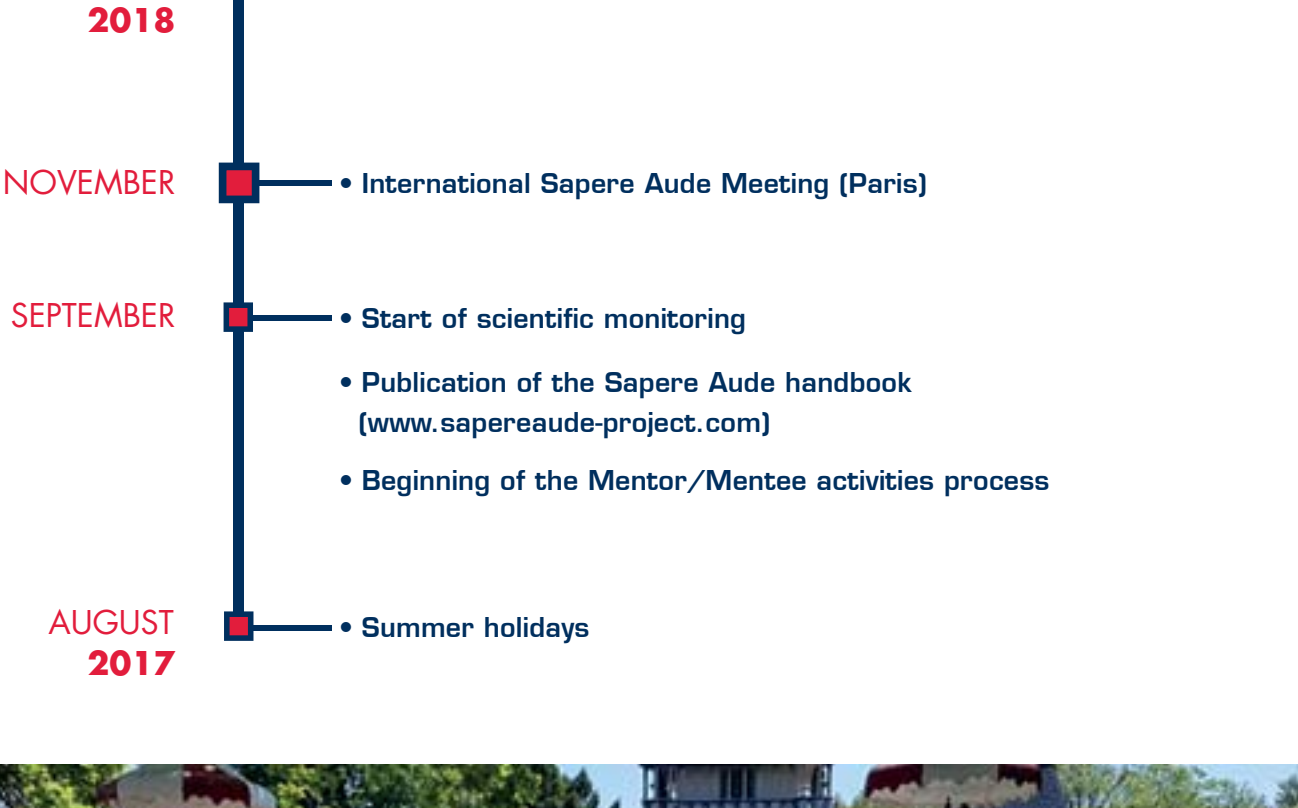 2018
NOVEMBER
• International Sapere Aude Meeting (Paris)
SEPTEMBER
• Start of scientific monitoring
• Publication of the Sapere Aude handbook
(www.sapereaude-project.com)
• Beginning of the Mentor/Mentee activities process
AUGUST
2017
• Summer holidays